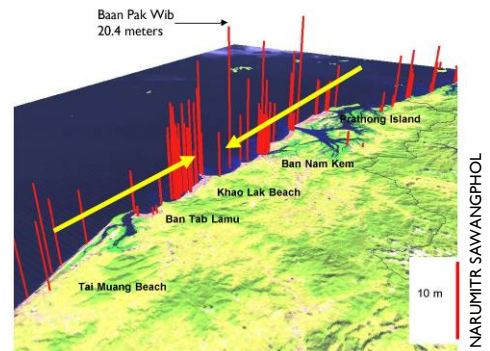 Baan Pak Wib
20.4 meters
Prathong Island
Ban Nam Kem
Khao Lak Beach
Ban Tab Lamu
Tai Muang Beach
10 m
NARUMITR SAWANGPHOL